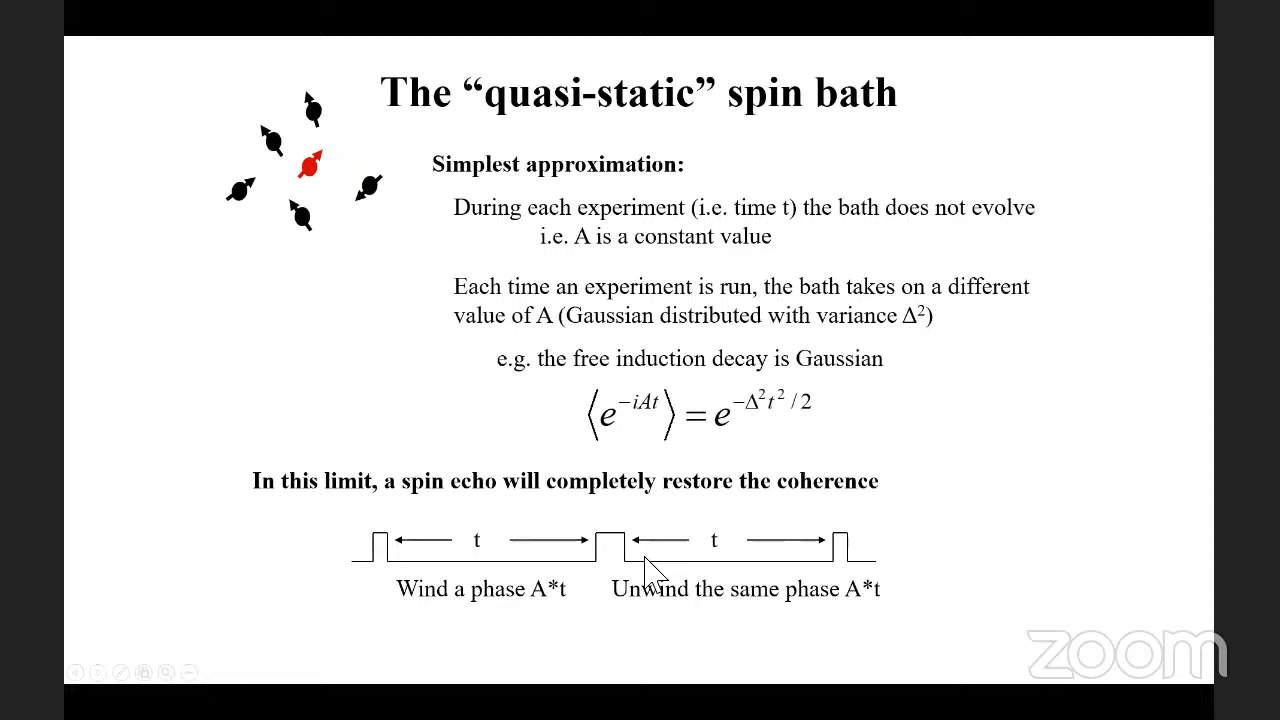 The “quasi-static” spin bath
Simplest approximation:
During each experiment (i.e. time t) the bath does not evolve
i.e. A is a constant value
Each time an experiment is run, the bath takes on a different
value of A (Gaussian distributed with variance Δ²)
e.g. the free induction decay is Gaussian
⟨e^{−iAt}⟩ = e^{−Δ²t²/2}
In this limit, a spin echo will completely restore the coherence
t t
Wind a phase A*t Unwind the same phase A*t
zoom